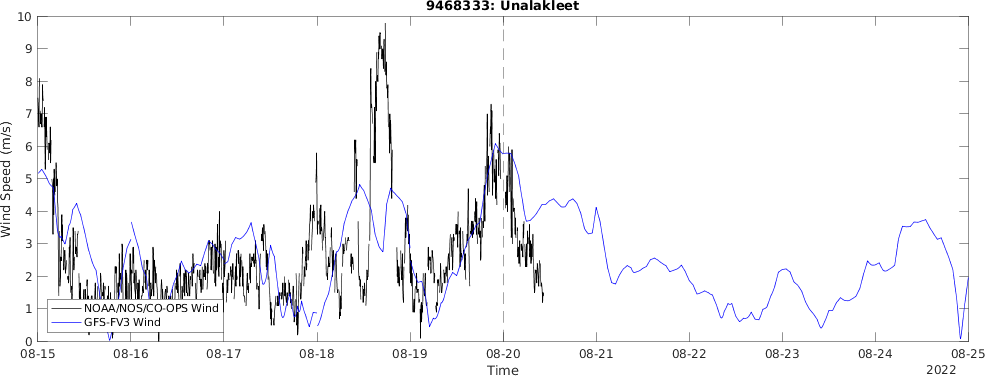 9468333: Unalakleet
10
9
8
7
6
5
4
3
2
1
0
Wind Speed (m/s)
NOAA/NOS/CO-OPS Wind
GFS-FV3 Wind
08-15 08-16 08-17 08-18 08-19 08-20 08-21 08-22 08-23 08-24 08-25
Time
2022